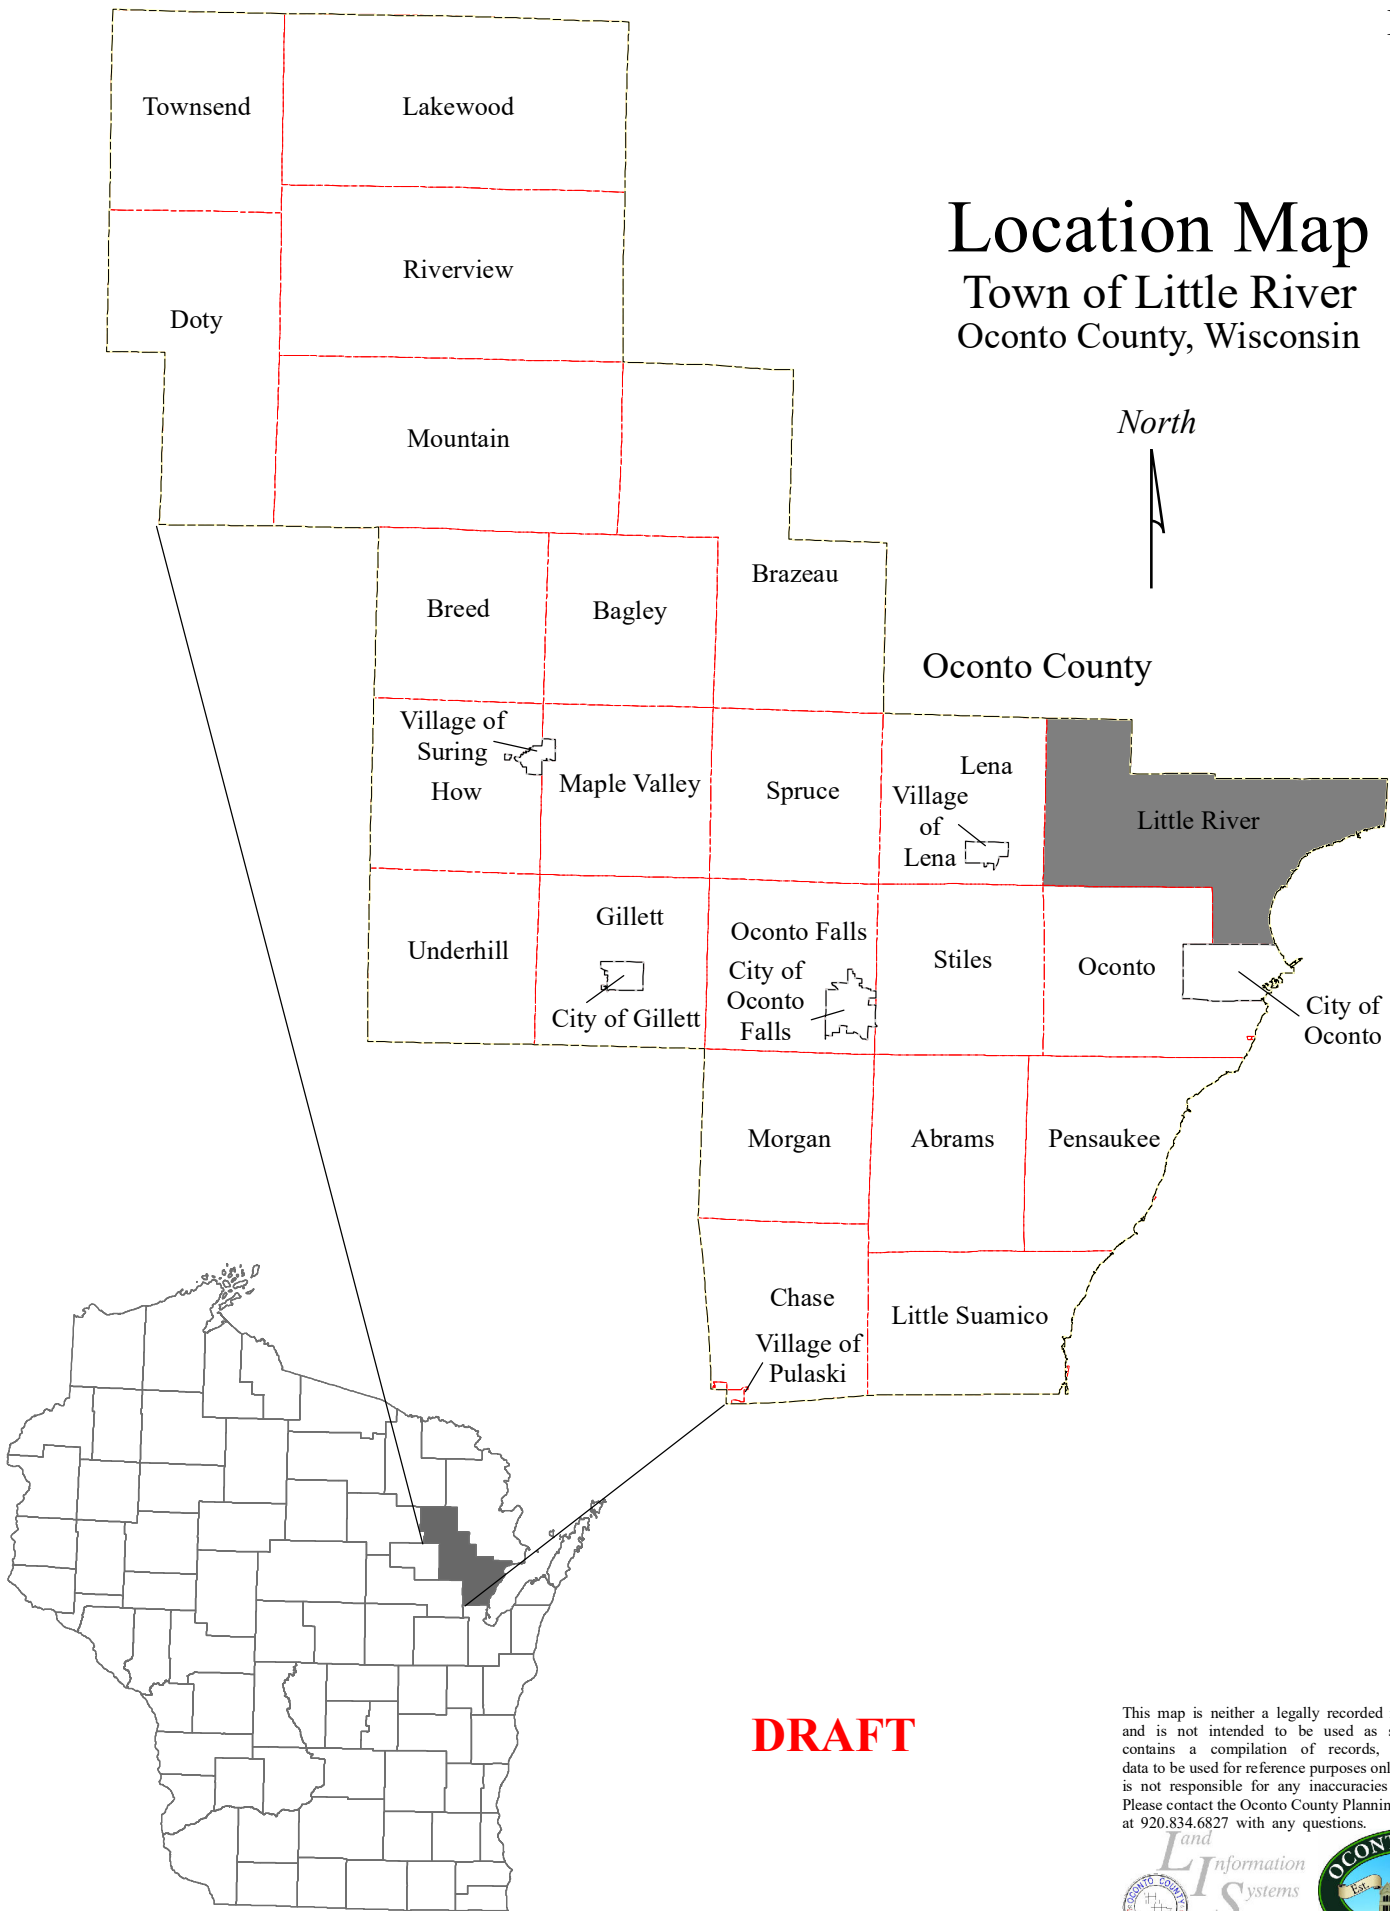 Location Map
Town of Little River
Oconto County, Wisconsin
North
Oconto County
Townsend
Lakewood
Riverview
Doty
Mountain
Brazeau
Breed
Bagley
Village of
Suring
How
Maple Valley
Spruce
Lena
Village
of
Lena
Little River
Underhill
Gillett
City of Gillett
Oconto Falls
City of
Oconto
Falls
Stiles
Oconto
City of
Oconto
Morgan
Abrams
Pensaukee
Chase
Village of
Pulaski
Little Suamico
DRAFT
This map is neither a legally recorded
and is not intended to be used as
contains a compilation of records,
data to be used for reference purposes
is not responsible for any inaccuracies
Please contact the Oconto County
at 920.834.6827 with any questions.
Land
Information
Systems
OCONTO COUNTY
Est.